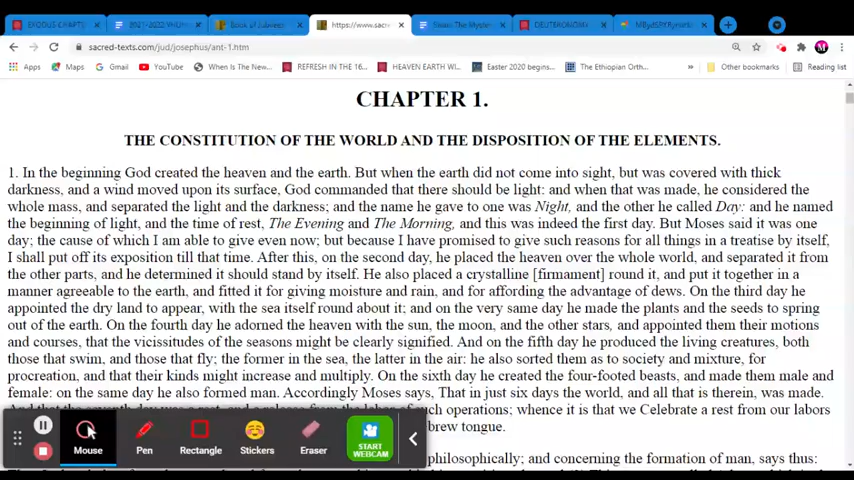 EXODUS CHAPT
2021-2022 YHUH
Book of Jubilees
https://www.sacr
DEUTERONOMY
sacred-texts.com/jud/josephus/ant-1.htm
Apps
Maps
Gmail
YouTube
When Is The New...
REFRESH IN THE 16...
HEAVEN EARTH WI...
Easter 2020 begins...
The Ethiopian Orth...
»
Other bookmarks
Reading list
CHAPTER 1.
THE CONSTITUTION OF THE WORLD AND THE DISPOSITION OF THE ELEMENTS.
1. In the beginning God created the heaven and the earth. But when the earth did not come into sight, but was covered with thick
darkness, and a wind moved upon its surface, God commanded that there should be light: and when that was made, he considered the
whole mass, and separated the light and the darkness; and the name he gave to one was Night, and the other he called Day: and he named
the beginning of light, and the time of rest, The Evening and The Morning, and this was indeed the first day. But Moses said it was one
day; the cause of which I am able to give even now; but because I have promised to give such reasons for all things in a treatise by itself,
I shall put off its exposition till that time. After this, on the second day, he placed the heaven over the whole world, and separated it from
the other parts, and he determined it should stand by itself. He also placed a crystalline [firmament] round it, and put it together in a
manner agreeable to the earth, and fitted it for giving moisture and rain, and for affording the advantage of dews. On the third day he
appointed the dry land to appear, with the sea itself round about it; and on the very same day he made the plants and the seeds to spring
out of the earth. On the fourth day he adorned the heaven with the sun, the moon, and the other stars, and appointed them their motions
and courses, that the vicissitudes of the seasons might be clearly signified. And on the fifth day he produced the living creatures, both
those that swim, and those that fly; the former in the sea, the latter in the air: he also sorted them as to society and mixture, for
procreation, and that their kinds might increase and multiply. On the sixth day he created the four-footed beasts, and made them male and
female: on the same day he also formed man. Accordingly Moses says, That in just six days the world, and all that is therein, was made.
such operations; whence it is that we Celebrate a rest from our labors
brew tongue.
philosophically; and concerning the formation of man, says thus:
Mouse
Pen
Rectangle
Stickers
Eraser
START
WEBCAM